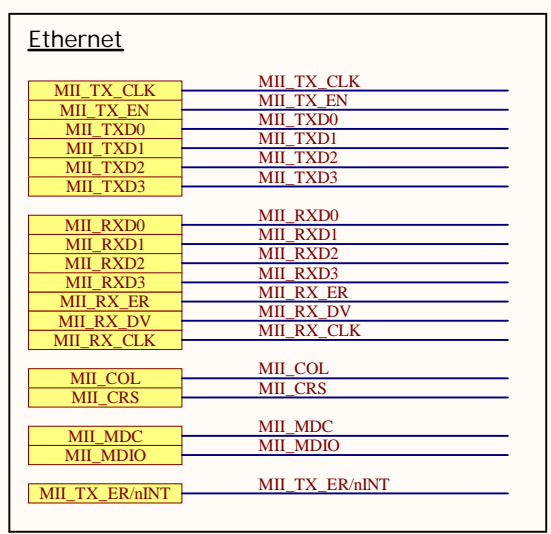 Ethernet
MII_TX_CLK MII_TX_CLK
MII_TX_EN MII_TX_EN
MII_TXD0 MII_TXD0
MII_TXD1 MII_TXD1
MII_TXD2 MII_TXD2
MII_TXD3 MII_TXD3
MII_RXD0 MII_RXD0
MII_RXD1 MII_RXD1
MII_RXD2 MII_RXD2
MII_RXD3 MII_RXD3
MII_RX_ER MII_RX_ER
MII_RX_DV MII_RX_DV
MII_RX_CLK MII_RX_CLK
MII_COL MII_COL
MII_CRS MII_CRS
MII_MDC MII_MDC
MII_MDIO MII_MDIO
MII_TX_ER/nINT MII_TX_ER/nINT